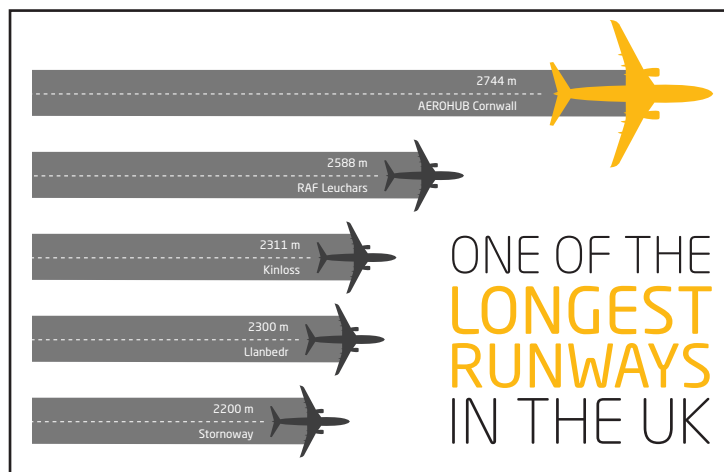 2744 m
AEROHUB Cornwall
2588 m
RAF Leuchars
2311 m
Kinloss
2300 m
Llanbedr
2200 m
Stornoway
ONE OF THE
LONGEST
RUNWAYS
IN THE UK